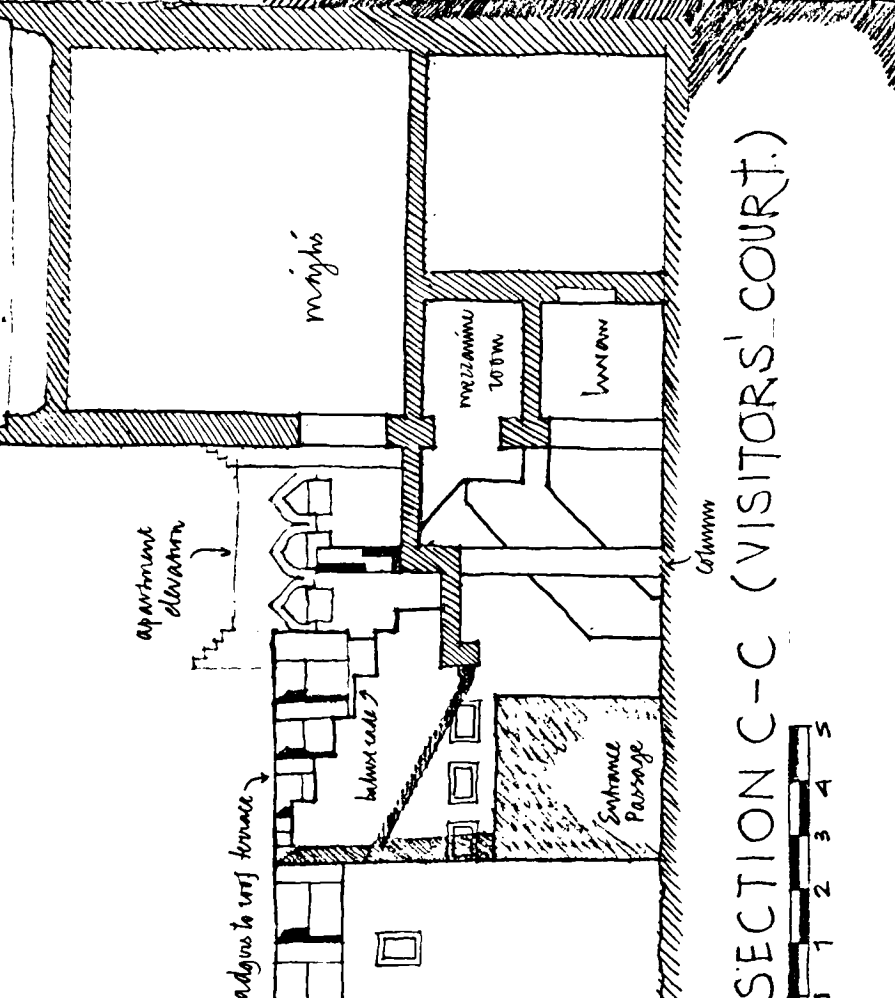 majlis
mezzanine
room
liwan
apartment
elevation
column
balustrade
Entrance
Passage
badgirs to roof terrace
SECTION C-C (VISITORS' COURT.)
1 2 3 4 5